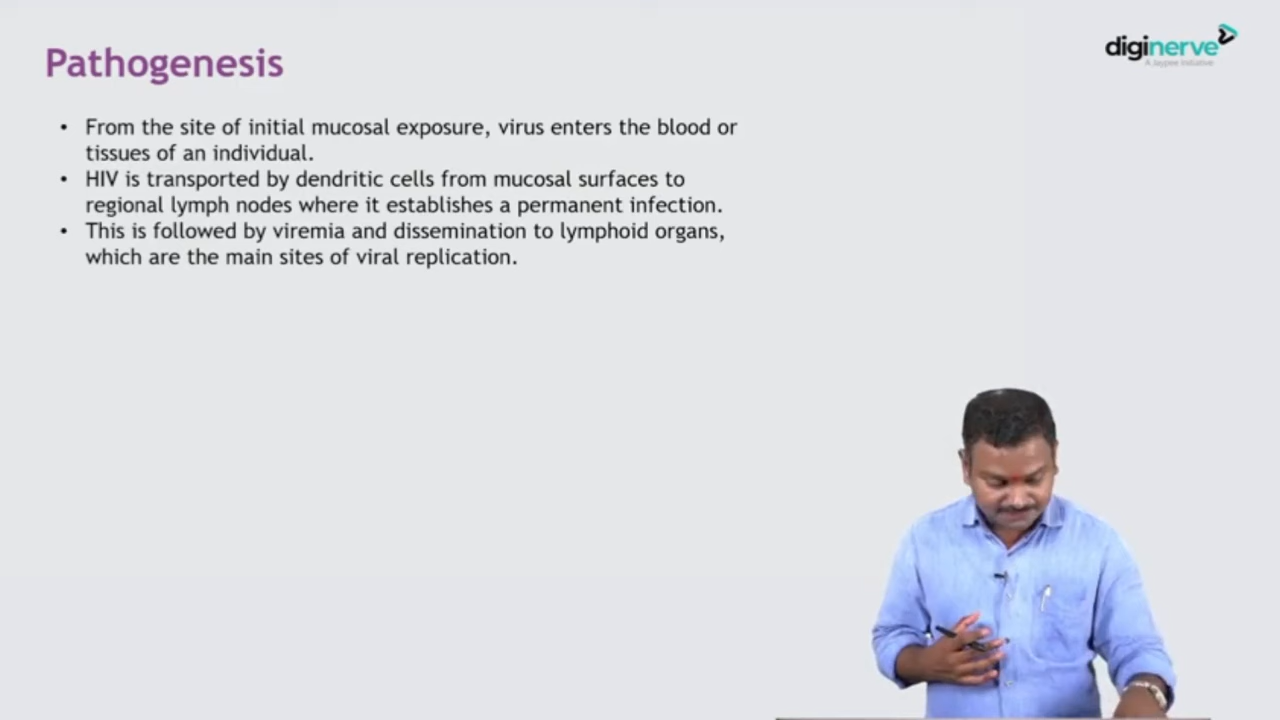 Pathogenesis
diginerve
A Jaypee Initiative
• From the site of initial mucosal exposure, virus enters the blood or
tissues of an individual.
• HIV is transported by dendritic cells from mucosal surfaces to
regional lymph nodes where it establishes a permanent infection.
• This is followed by viremia and dissemination to lymphoid organs,
which are the main sites of viral replication.